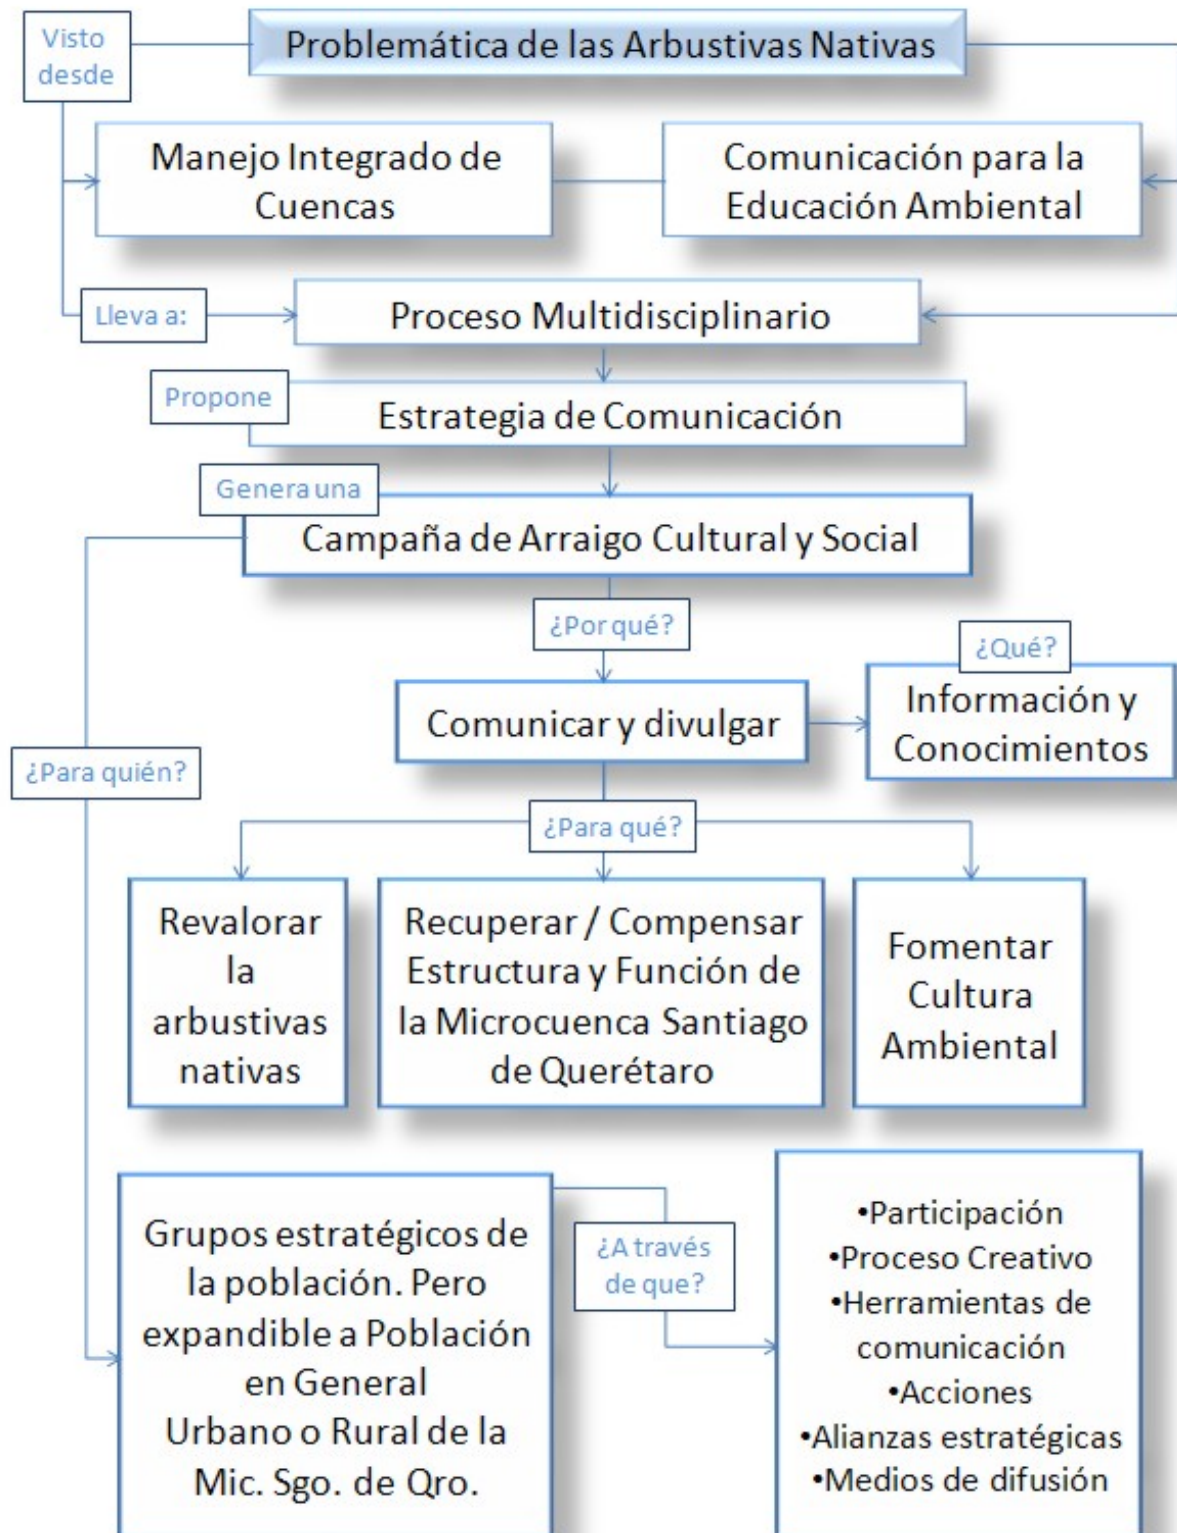 Visto
desde
Problemática de las Arbustivas Nativas
Manejo Integrado de
Cuencas
Comunicación para la
Educación Ambiental
Lleva a:
Proceso Multidisciplinario
Propone
Estrategia de Comunicación
Genera una
Campaña de Arraigo Cultural y Social
¿Por qué?
¿Qué?
Comunicar y divulgar
Información y
Conocimientos
¿Para quién?
¿Para qué?
Revalorar
la
arbustivas
nativas
Recuperar / Compensar
Estructura y Función de
la Microcuenca Santiago
de Querétaro
Fomentar
Cultura
Ambiental
Grupos estratégicos de
la población. Pero
expandible a Población
en General
Urbano o Rural de la
Mic. Sgo. de Qro.
¿A través
de que?
•Participación
•Proceso Creativo
•Herramientas de
comunicación
•Acciones
•Alianzas estratégicas
•Medios de difusión